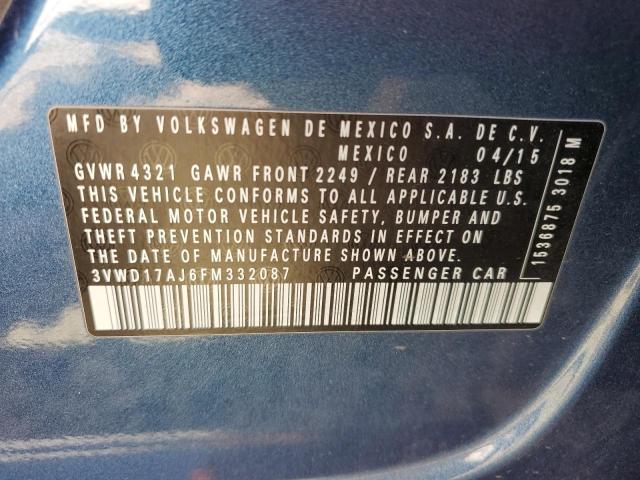 MFD BY VOLKSWAGEN DE MEXICO S.A. DE C.V.
MEXICO 04/15
GVWR 4321 GAWR FRONT 2249 / REAR 2183 LBS
THIS VEHICLE CONFORMS TO ALL APPLICABLE U.S.
FEDERAL MOTOR VEHICLE SAFETY, BUMPER AND
THEFT PREVENTION STANDARDS IN EFFECT ON
THE DATE OF MANUFACTURE SHOWN ABOVE.
3VWD17AJ6FM332087 PASSENGER CAR
1536875 3018 M